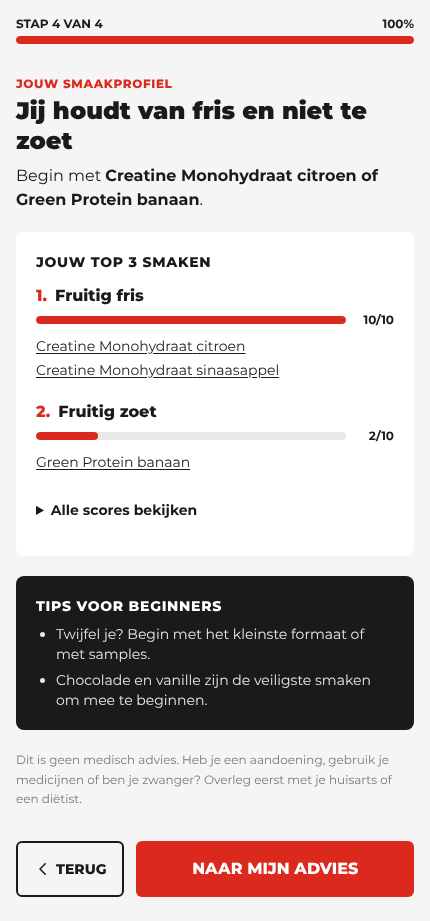 STAP 4 VAN 4
100%
JOUW SMAAKPROFIEL
Jij houdt van fris en niet te
zoet
Begin met Creatine Monohydraat citroen of
Green Protein banaan.
JOUW TOP 3 SMAKEN
1. Fruitig fris
10/10
Creatine Monohydraat citroen
Creatine Monohydraat sinaasappel
2. Fruitig zoet
2/10
Green Protein banaan
Alle scores bekijken
TIPS VOOR BEGINNERS
Twijfel je? Begin met het kleinste formaat of
met samples.
Chocolade en vanille zijn de veiligste smaken
om mee te beginnen.
Dit is geen medisch advies. Heb je een aandoening, gebruik je
medicijnen of ben je zwanger? Overleg eerst met je huisarts of
een diëtist.
TERUG
NAAR MIJN ADVIES